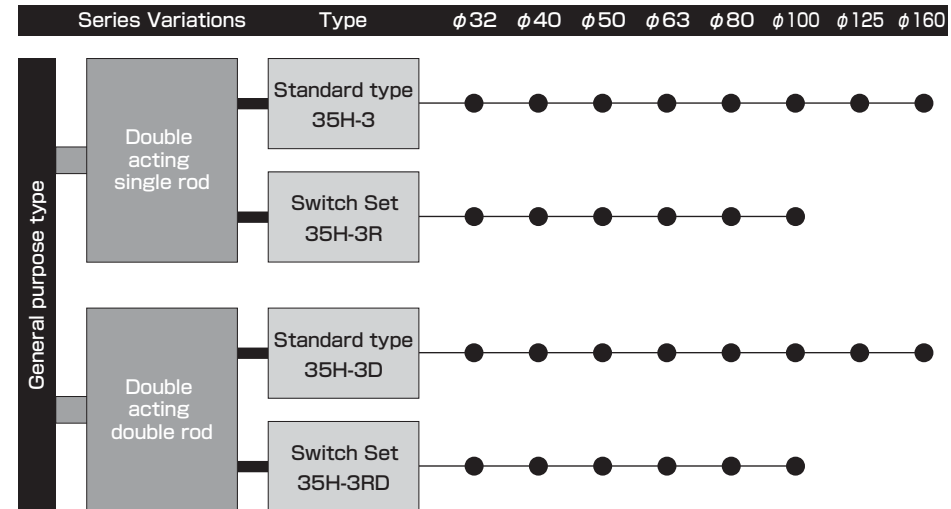 Series Variations Type φ32 φ40 φ50 φ63 φ80 φ100 φ125 φ160
General purpose type
Double
acting
single rod
Standard type
35H-3
Switch Set
35H-3R
Double
acting
double rod
Standard type
35H-3D
Switch Set
35H-3RD